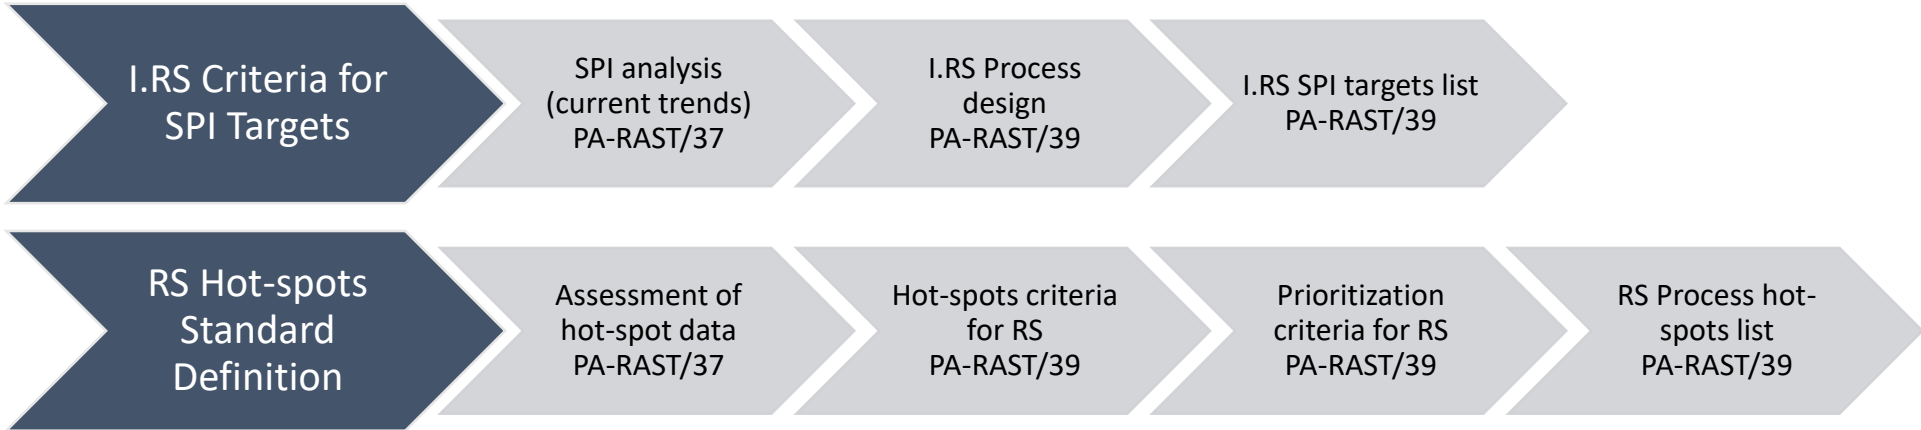 I.RS Criteria for
SPI Targets
SPI analysis
(current trends)
PA-RAST/37
I.RS Process
design
PA-RAST/39
I.RS SPI targets list
PA-RAST/39
RS Hot-spots
Standard
Definition
Assessment of
hot-spot data
PA-RAST/37
Hot-spots criteria
for RS
PA-RAST/39
Prioritization
criteria for RS
PA-RAST/39
RS Process hot-
spots list
PA-RAST/39